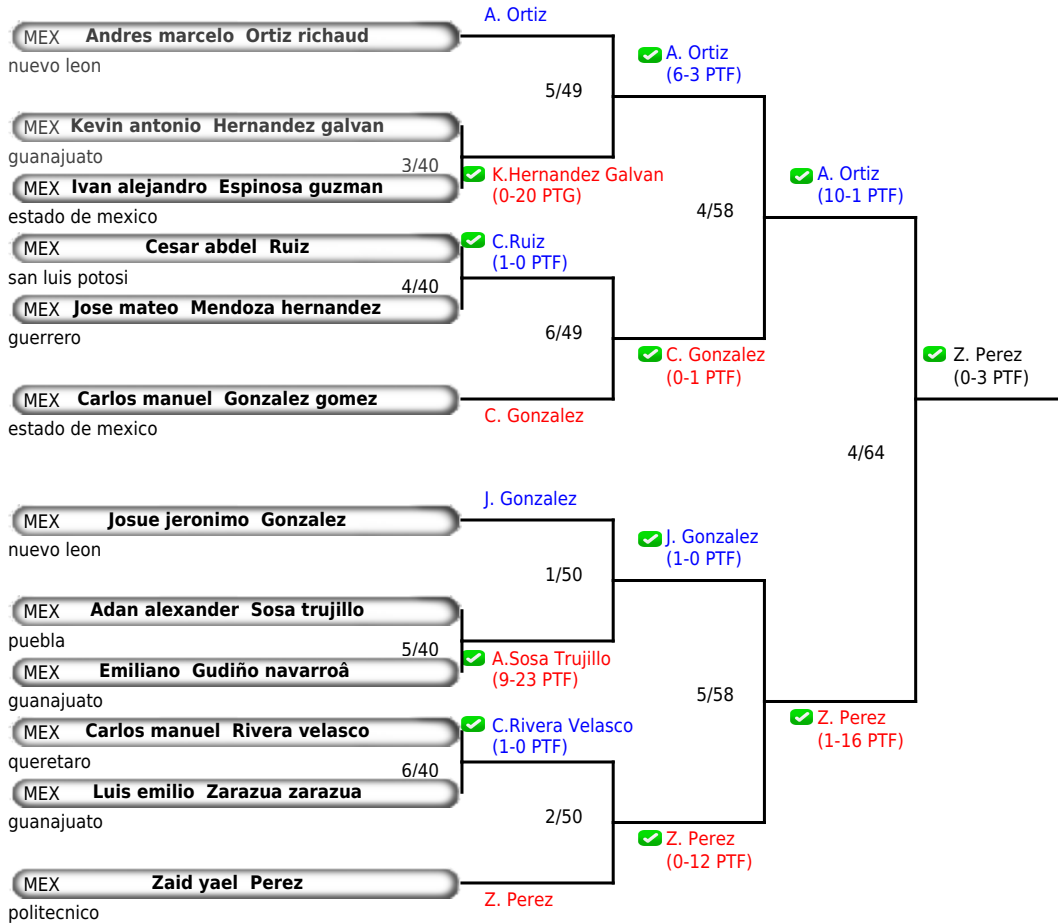 A. Ortiz
MEX Andres marcelo Ortiz richaud
nuevo leon
A. Ortiz
(6-3 PTF)
5/49
MEX Kevin antonio Hernandez galvan
guanajuato
3/40
K.Hernandez Galvan
(0-20 PTG)
MEX Ivan alejandro Espinosa guzman
estado de mexico
A. Ortiz
(10-1 PTF)
4/58
MEX Cesar abdel Ruiz
san luis potosi
C.Ruiz
(1-0 PTF)
4/40
MEX Jose mateo Mendoza hernandez
guerrero
6/49
C. Gonzalez
(0-1 PTF)
Z. Perez
(0-3 PTF)
MEX Carlos manuel Gonzalez gomez
estado de mexico
C. Gonzalez
4/64
J. Gonzalez
MEX Josue jeronimo Gonzalez
nuevo leon
J. Gonzalez
(1-0 PTF)
1/50
MEX Adan alexander Sosa trujillo
puebla
5/40
A.Sosa Trujillo
(9-23 PTF)
MEX Emiliano Gudiño navarroâ
guanajuato
5/58
Z. Perez
(1-16 PTF)
MEX Carlos manuel Rivera velasco
queretaro
C.Rivera Velasco
(1-0 PTF)
6/40
MEX Luis emilio Zarazua zarazua
guanajuato
2/50
Z. Perez
(0-12 PTF)
MEX Zaid yael Perez
politecnico
Z. Perez